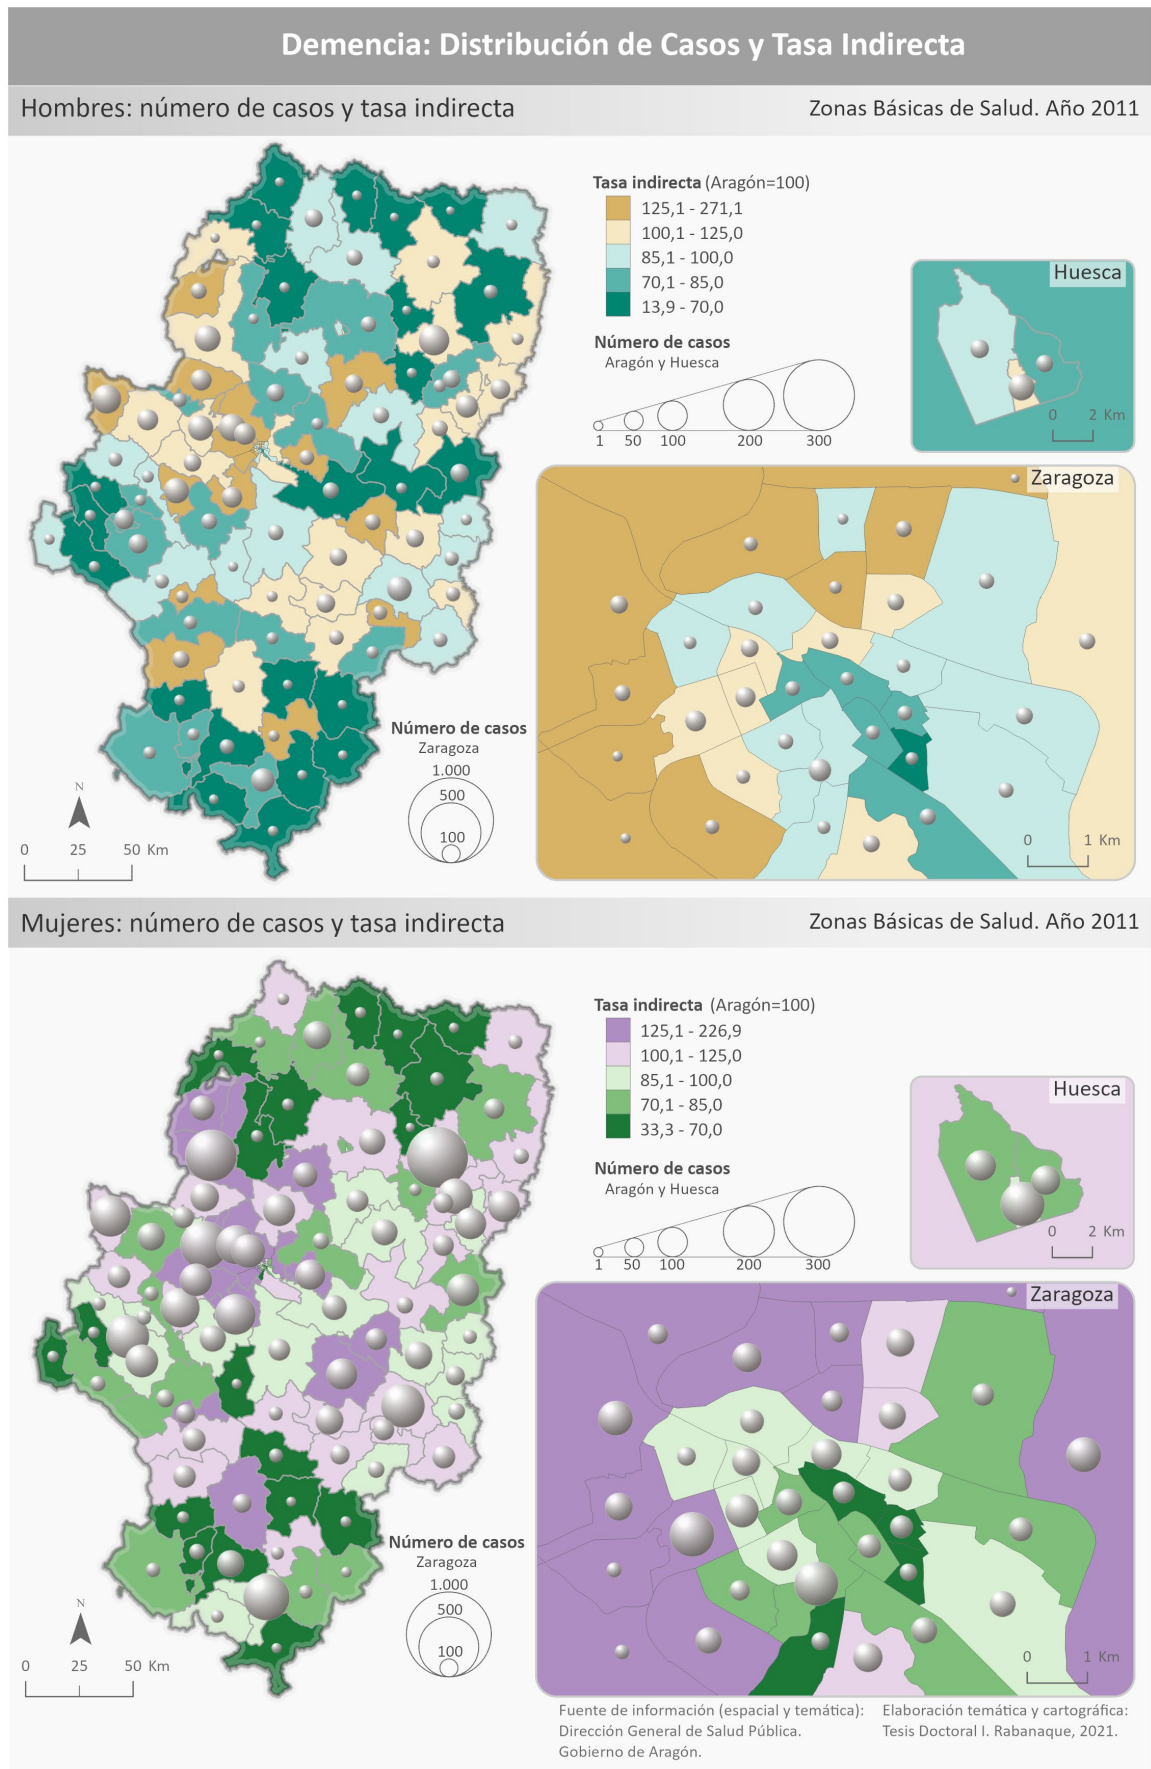 Demencia: Distribución de Casos y Tasa Indirecta
Hombres: número de casos y tasa indirecta
Zonas Básicas de Salud. Año 2011
Tasa indirecta (Aragón=100)
125,1 - 271,1
100,1 - 125,0
85,1 - 100,0
70,1 - 85,0
13,9 - 70,0
Número de casos
Aragón y Huesca
1 50 100 200 300
Huesca
0 2 Km
Zaragoza
0 1 Km
Número de casos
Zaragoza
1.000
500
100
N
0 25 50 Km
Mujeres: número de casos y tasa indirecta
Zonas Básicas de Salud. Año 2011
Tasa indirecta (Aragón=100)
125,1 - 226,9
100,1 - 125,0
85,1 - 100,0
70,1 - 85,0
33,3 - 70,0
Número de casos
Aragón y Huesca
1 50 100 200 300
Huesca
0 2 Km
Zaragoza
0 1 Km
Número de casos
Zaragoza
1.000
500
100
N
0 25 50 Km
Fuente de información (espacial y temática):
Dirección General de Salud Pública.
Gobierno de Aragón.
Elaboración temática y cartográfica:
Tesis Doctoral I. Rabanaque, 2021.